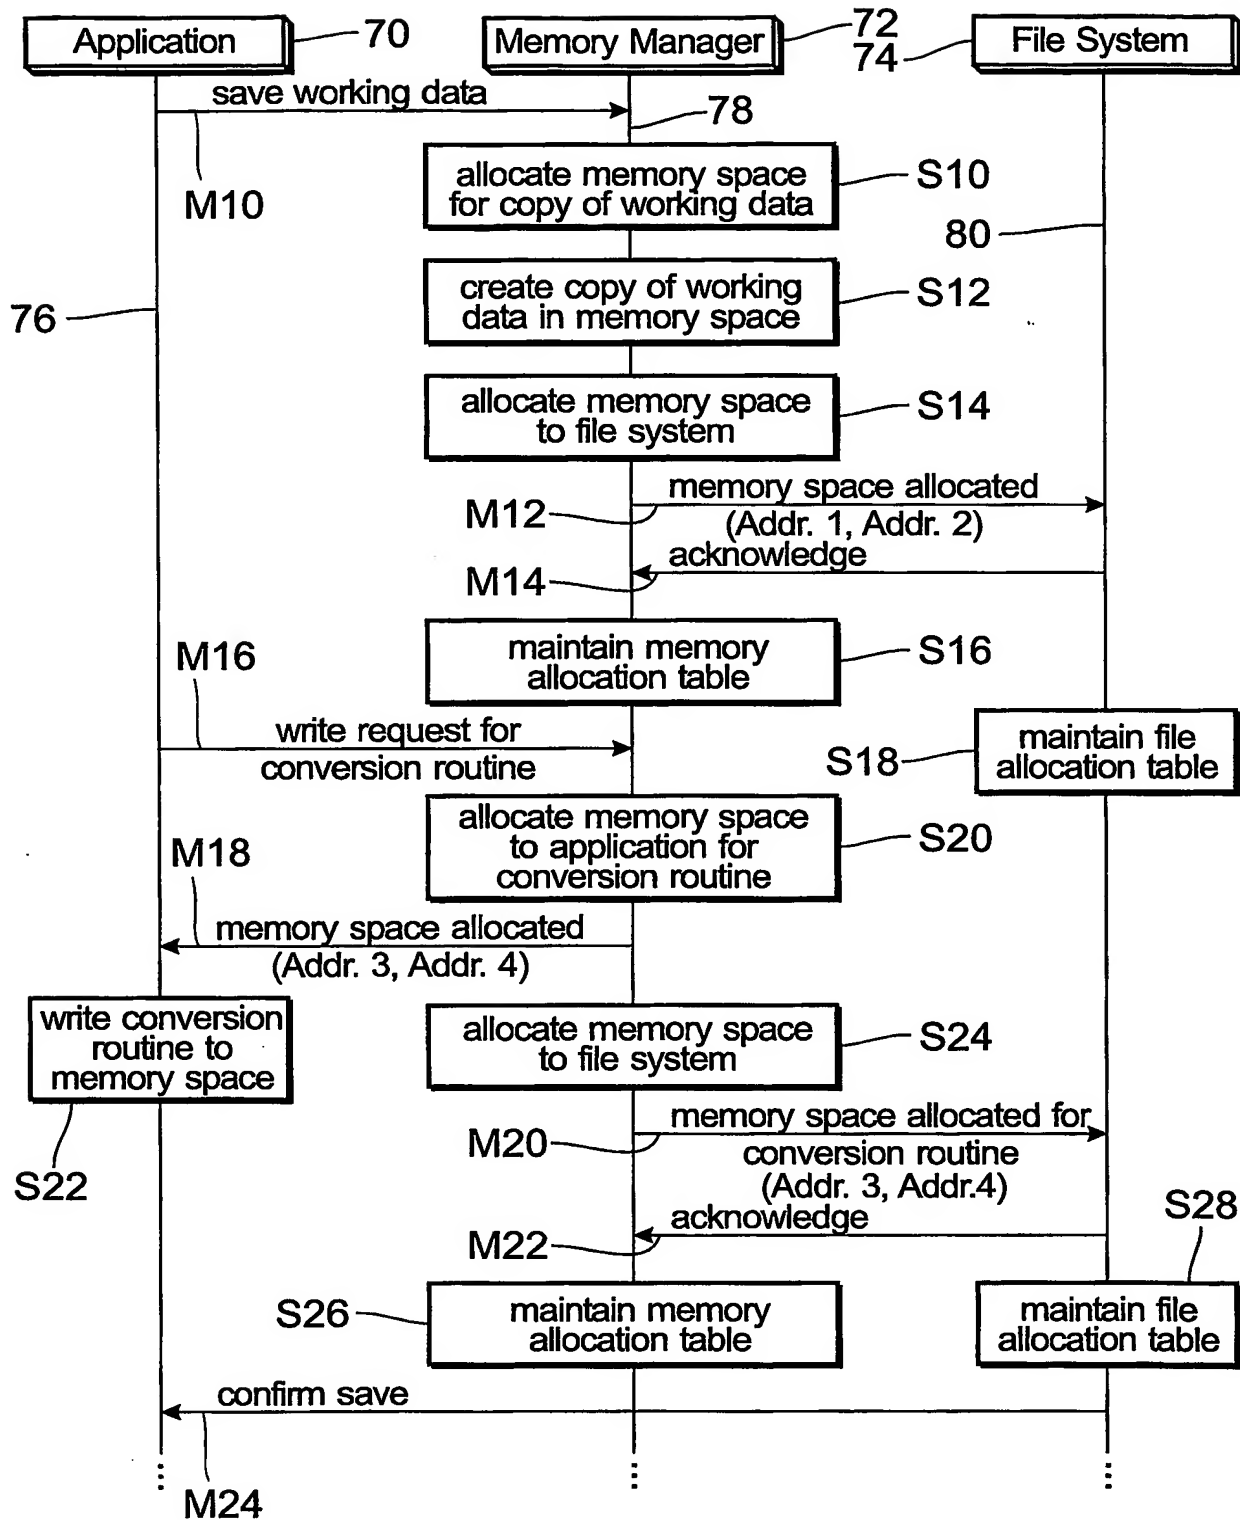 Application
70
Memory Manager
72
74
File System
save working data
78
M10
allocate memory space
for copy of working data
S10
80
76
create copy of working
data in memory space
S12
allocate memory space
to file system
S14
M12
memory space allocated
(Addr. 1, Addr. 2)
acknowledge
M14
maintain memory
allocation table
S16
M16
write request for
conversion routine
S18
maintain file
allocation table
allocate memory space
to application for
conversion routine
S20
M18
memory space allocated
(Addr. 3, Addr. 4)
write conversion
routine to
memory space
S22
allocate memory space
to file system
S24
M20
memory space allocated for
conversion routine
(Addr. 3, Addr.4)
acknowledge
M22
S28
S26
maintain memory
allocation table
maintain file
allocation table
confirm save
M24